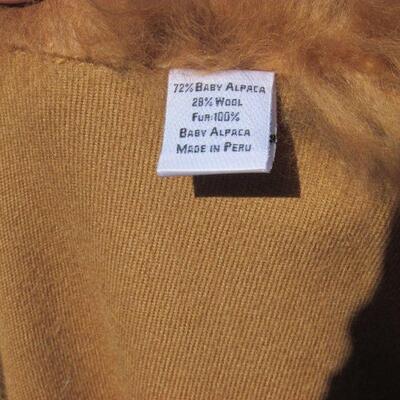 72% Baby Alpaca
28% Wool
Fur:100%
Baby Alpaca
Made in Peru